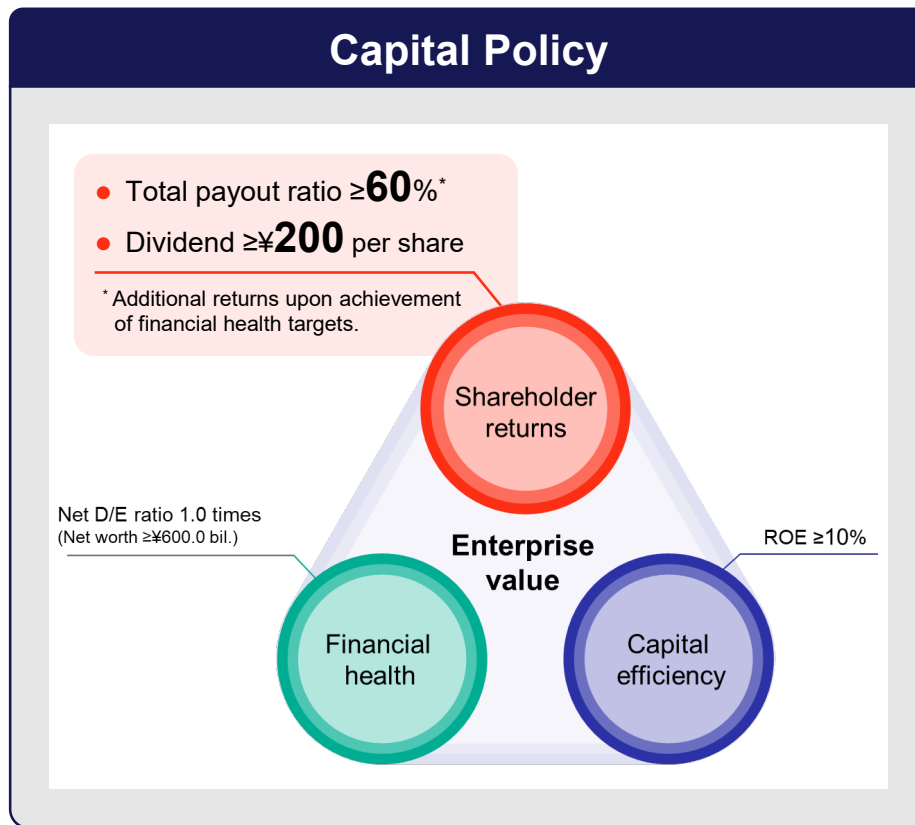 Capital Policy
● Total payout ratio ≥60%*
● Dividend ≥¥200 per share
* Additional returns upon achievement
of financial health targets.
Shareholder
returns
Net D/E ratio 1.0 times
(Net worth ≥¥600.0 bil.)
Enterprise
value
ROE ≥10%
Financial
health
Capital
efficiency